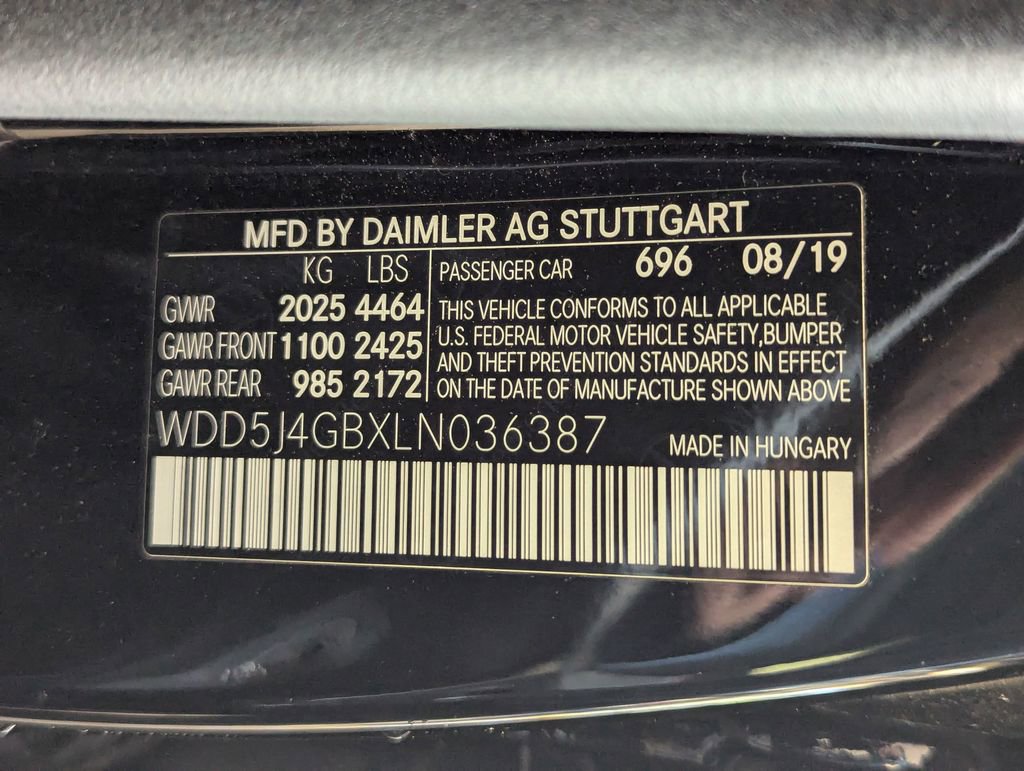 MFD BY DAIMLER AG STUTTGART
KG LBS
GVWR 2025 4464
GAWR FRONT 1100 2425
GAWR REAR 985 2172
PASSENGER CAR 696 08/19
THIS VEHICLE CONFORMS TO ALL APPLICABLE
U.S. FEDERAL MOTOR VEHICLE SAFETY,BUMPER
AND THEFT PREVENTION STANDARDS IN EFFECT
ON THE DATE OF MANUFACTURE SHOWN ABOVE
WDD5J4GBXLN036387
MADE IN HUNGARY